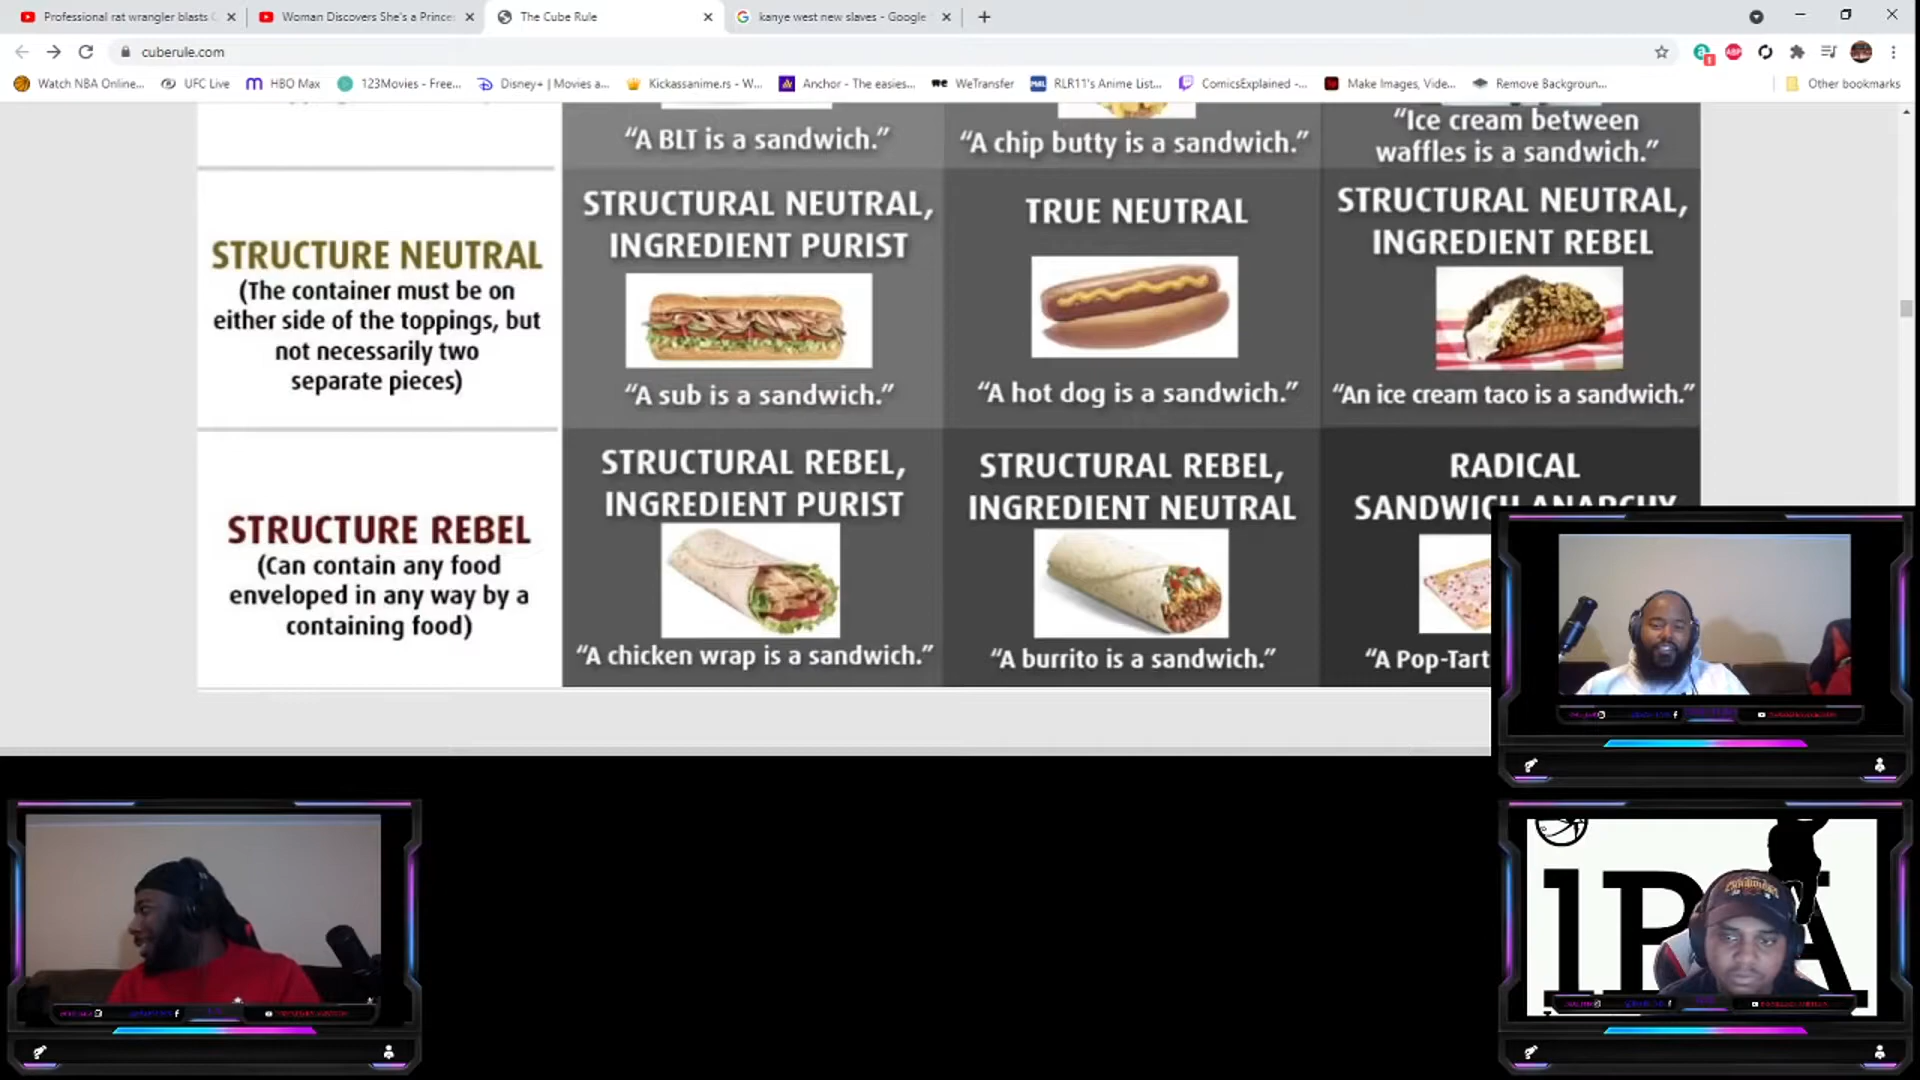 Professional rat wrangler blasts
Woman Discovers She's a Prince
The Cube Rule
kanye west new slaves - Google
cuberule.com
ABP
1
Watch NBA Online...
UFC Live
HBO Max
123Movies - Free...
Disney+ | Movies a...
Kickassanime.rs - W...
Anchor - The easies...
WeTransfer
RLR11's Anime List...
ComicsExplained -...
Make Images, Vide...
Remove Backgroun...
Other bookmarks
"A BLT is a sandwich."
"A chip butty is a sandwich."
"Ice cream between
waffles is a sandwich."
STRUCTURE NEUTRAL
(The container must be on
either side of the toppings, but
not necessarily two
separate pieces)
STRUCTURAL NEUTRAL,
INGREDIENT PURIST
"A sub is a sandwich."
TRUE NEUTRAL
"A hot dog is a sandwich."
STRUCTURAL NEUTRAL,
INGREDIENT REBEL
"An ice cream taco is a sandwich."
STRUCTURE REBEL
(Can contain any food
enveloped in any way by a
containing food)
STRUCTURAL REBEL,
INGREDIENT PURIST
"A chicken wrap is a sandwich."
STRUCTURAL REBEL,
INGREDIENT NEUTRAL
"A burrito is a sandwich."
RADICAL
SANDWICH ANARCHY
"A Pop-Tart